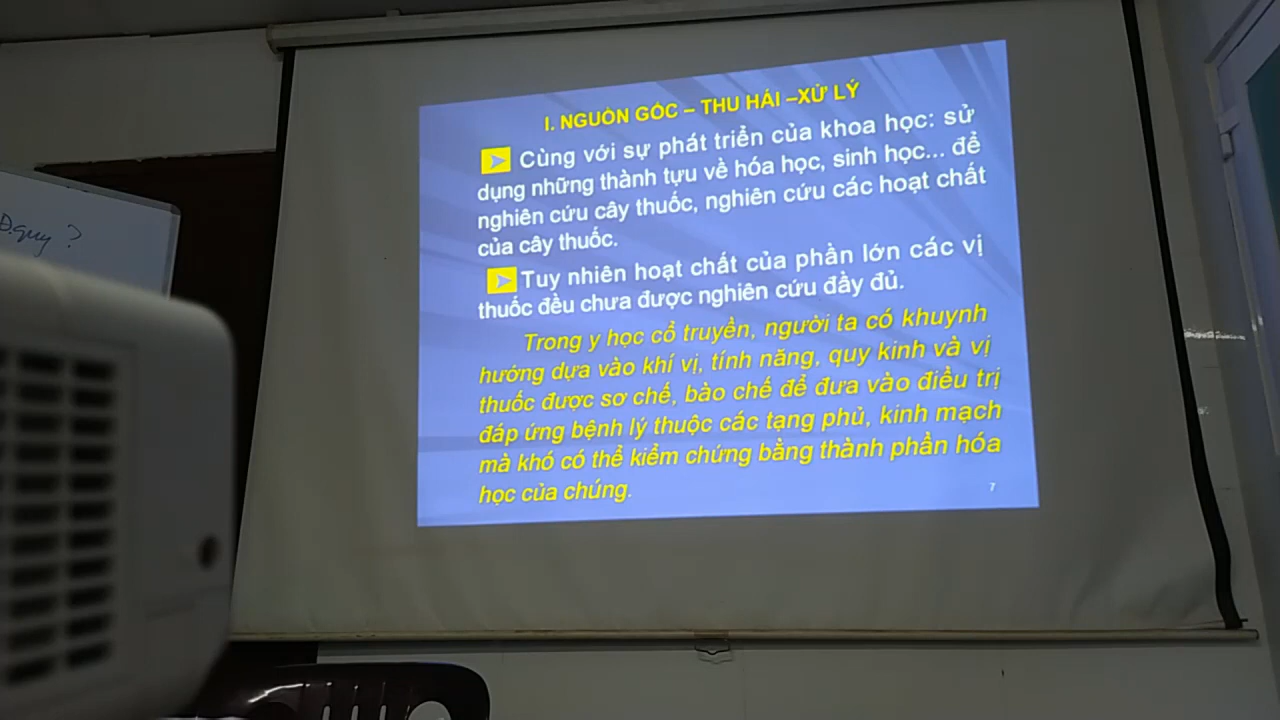 Đ.quy ?
I. NGUỒN GỐC – THU HÁI –XỬ LÝ
➤ Cùng với sự phát triển của khoa học: sử
dụng những thành tựu về hóa học, sinh học... để
nghiên cứu cây thuốc, nghiên cứu các hoạt chất
của cây thuốc.
➤ Tuy nhiên hoạt chất của phần lớn các vị
thuốc đều chưa được nghiên cứu đầy đủ.
Trong y học cổ truyền, người ta có khuynh
hướng dựa vào khí vị, tính năng, quy kinh và vị
thuốc được sơ chế, bào chế để đưa vào điều trị
đáp ứng bệnh lý thuộc các tạng phủ, kinh mạch
mà khó có thể kiểm chứng bằng thành phần hóa
học của chúng.
7